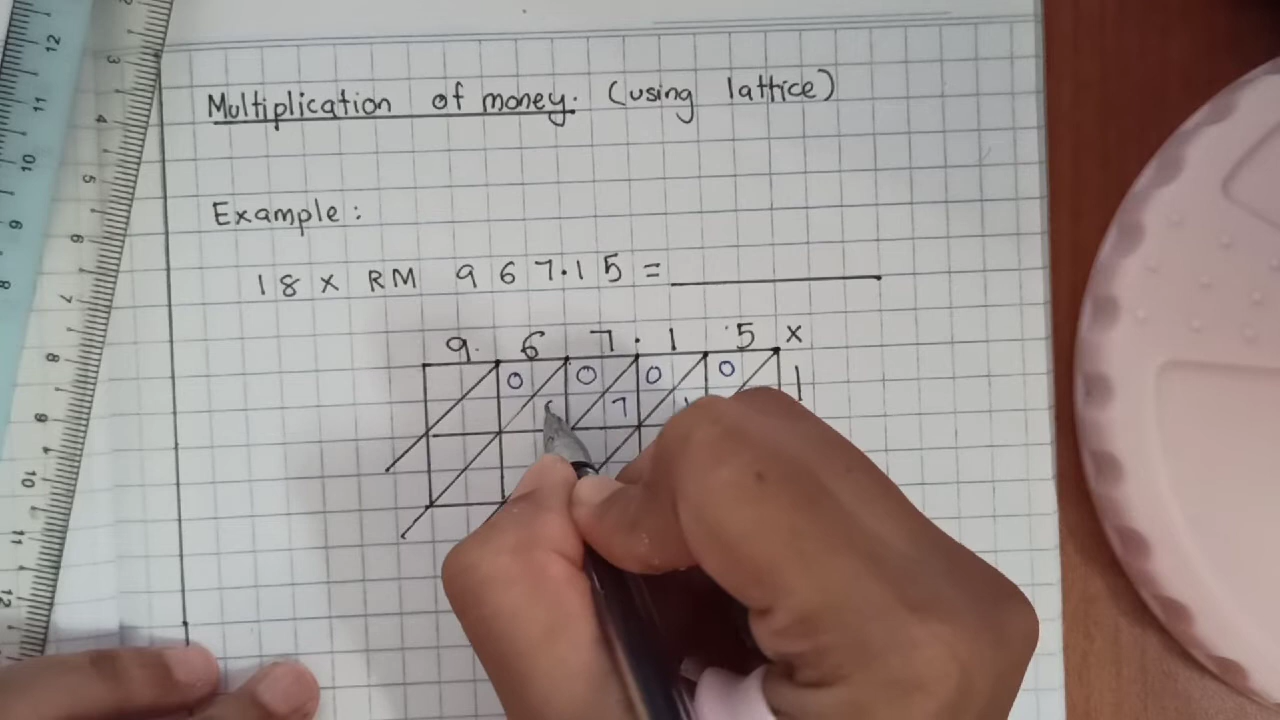 Multiplication of money. (using lattice)
Example:
18 x RM 967.15 =
9 6 7 . 1 5 x
0 0 0 0 1
7